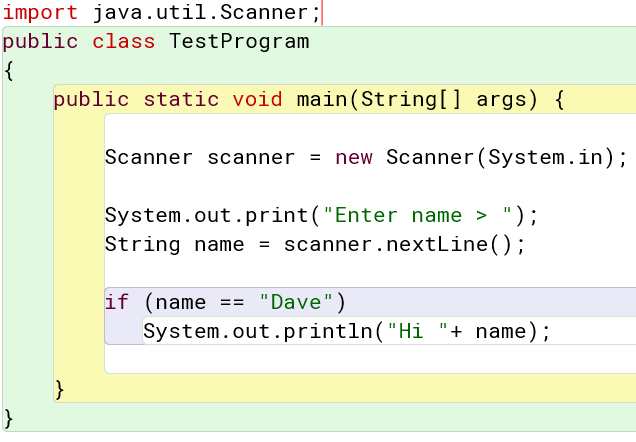 import java.util.Scanner;
public class TestProgram
{
public static void main(String[] args) {
Scanner scanner = new Scanner(System.in);
System.out.print("Enter name > ");
String name = scanner.nextLine();
if (name == "Dave")
System.out.println("Hi "+ name);
}
}